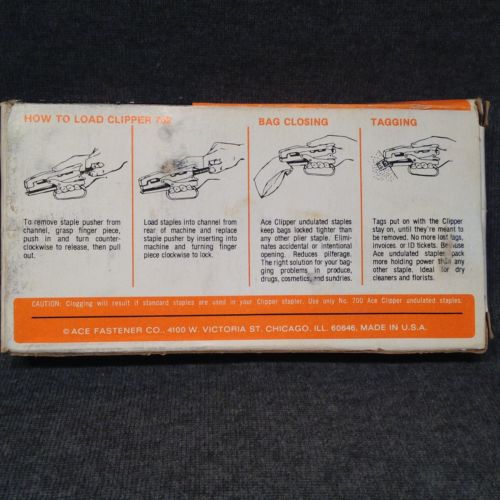 HOW TO LOAD CLIPPER 702
To remove staple pusher from
channel, grasp finger piece,
push in and turn counter-
clockwise to release, then pull
out.
Load staples into channel from
rear of machine and replace
staple pusher by inserting into
machine and turning finger
piece clockwise to lock.
BAG CLOSING
Ace Clipper undulated staples
keep bags locked tighter than
any other plier staple. Elimi-
nates accidental or intentional
opening. Reduces pilferage.
The right solution for your bag-
ging problems in produce,
drugs, cosmetics, and sundries.
TAGGING
Tags put on with the Clipper
stay on, until they're meant to
be removed. No more lost tags,
invoices or ID tickets. Because
Ace undulated staples pack
more holding power than any
other staple. Ideal for dry
cleaners and florists.
CAUTION: Clogging will result if standard staples are used in your Clipper stapler. Use only No. 700 Ace Clipper undulated staples.
© ACE FASTENER CO., 4100 W. VICTORIA ST. CHICAGO, ILL. 60646, MADE IN U.S.A.